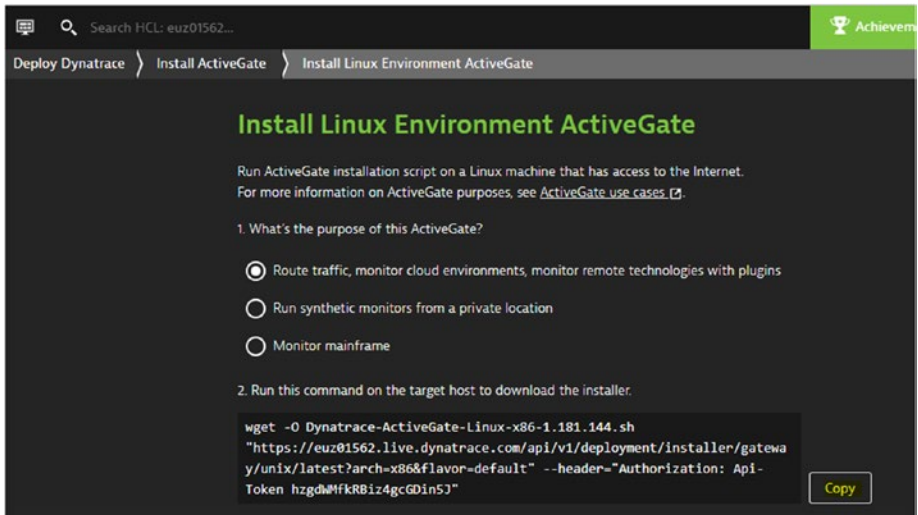 Search HCL: euz01562...
Achievem
Deploy Dynatrace
Install ActiveGate
Install Linux Environment ActiveGate
Install Linux Environment ActiveGate
Run ActiveGate installation script on a Linux machine that has access to the Internet.
For more information on ActiveGate purposes, see ActiveGate use cases.
1. What's the purpose of this ActiveGate?
Route traffic, monitor cloud environments, monitor remote technologies with plugins
Run synthetic monitors from a private location
Monitor mainframe
2. Run this command on the target host to download the installer.
wget -O Dynatrace-ActiveGate-Linux-x86-1.181.144.sh
"https://euz01562.live.dynatrace.com/api/v1/deployment/installer/gatewa
y/unix/latest?arch=x86&flavor=default" --header="Authorization: Api-
Token hzgdWMfkRBiz4gcGDin5J"
Copy